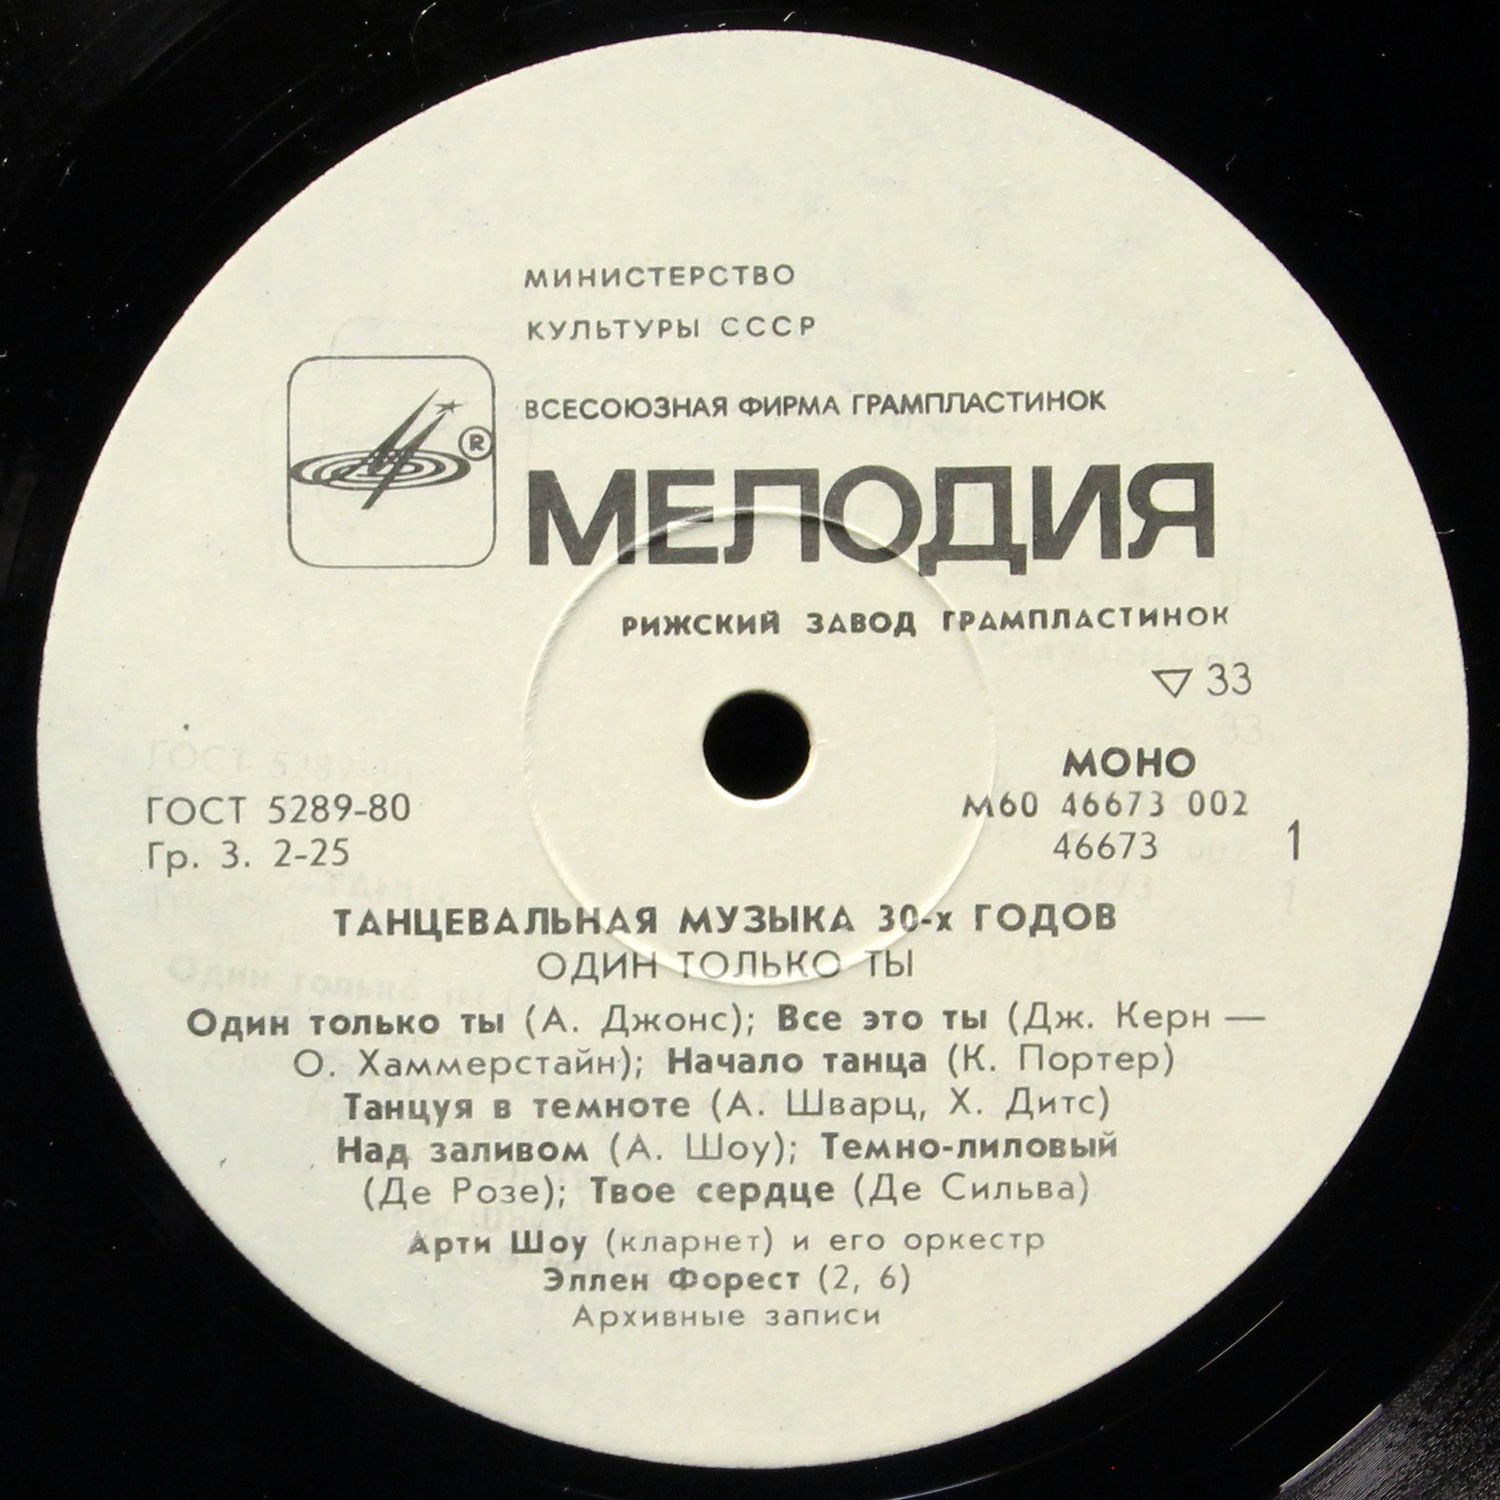 МИНИСТЕРСТВО
КУЛЬТУРЫ СССР
ВСЕСОЮЗНАЯ ФИРМА ГРАМПЛАСТИНОК
®
МЕЛОДИЯ
РИЖСКИЙ ЗАВОД ГРАМПЛАСТИНОК
▽ 33
МОНО
ГОСТ 5289-80
М60 46673 002
Гр. 3. 2-25
46673
1
ТАНЦЕВАЛЬНАЯ МУЗЫКА 30-х ГОДОВ
ОДИН ТОЛЬКО ТЫ
Один только ты (А. Джонс); Все это ты (Дж. Керн —
О. Хаммерстайн); Начало танца (К. Портер)
Танцуя в темноте (А. Шварц, Х. Дитс)
Над заливом (А. Шоу); Темно-лиловый
(Де Розе); Твое сердце (Де Сильва)
Арти Шоу (кларнет) и его оркестр
Эллен Форест (2, 6)
Архивные записи